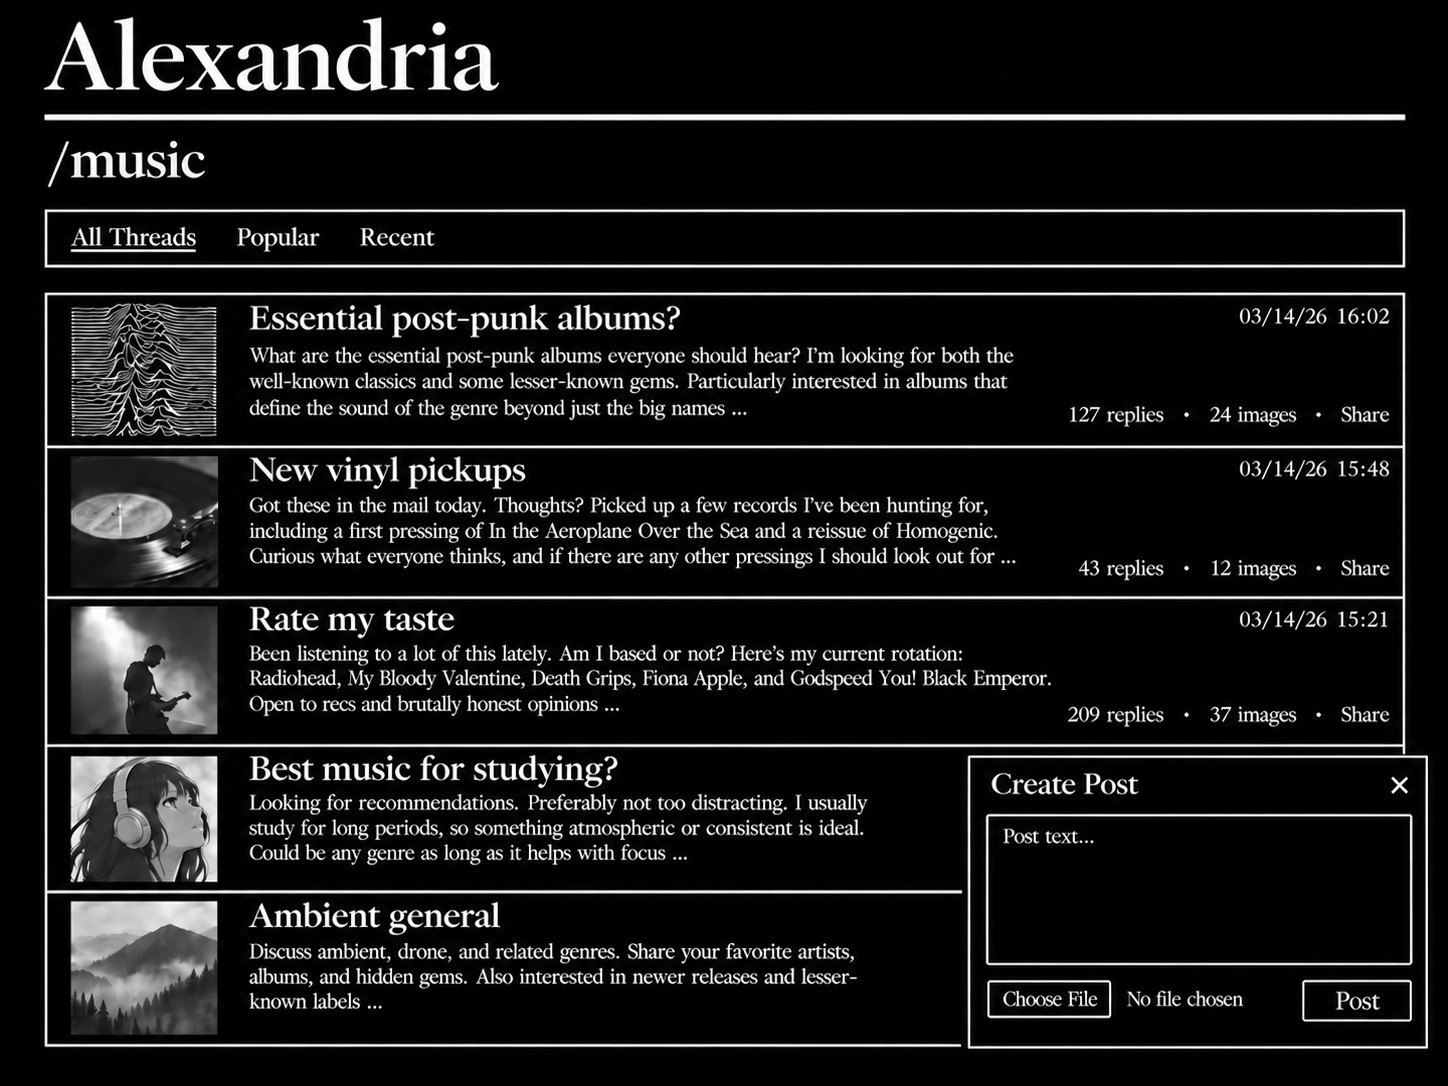 Alexandria
/music
All Threads Popular Recent
Essential post-punk albums?
03/14/26 16:02
What are the essential post-punk albums everyone should hear? I'm looking for both the
well-known classics and some lesser-known gems. Particularly interested in albums that
define the sound of the genre beyond just the big names ...
127 replies • 24 images • Share
New vinyl pickups
03/14/26 15:48
Got these in the mail today. Thoughts? Picked up a few records I've been hunting for,
including a first pressing of In the Aeroplane Over the Sea and a reissue of Homogenic.
Curious what everyone thinks, and if there are any other pressings I should look out for ...
43 replies • 12 images • Share
Rate my taste
03/14/26 15:21
Been listening to a lot of this lately. Am I based or not? Here's my current rotation:
Radiohead, My Bloody Valentine, Death Grips, Fiona Apple, and Godspeed You! Black Emperor.
Open to recs and brutally honest opinions ...
209 replies • 37 images • Share
Best music for studying?
Looking for recommendations. Preferably not too distracting. I usually
study for long periods, so something atmospheric or consistent is ideal.
Could be any genre as long as it helps with focus ...
Ambient general
Discuss ambient, drone, and related genres. Share your favorite artists,
albums, and hidden gems. Also interested in newer releases and lesser-
known labels ...
Create Post ×
Post text...
Choose File No file chosen Post